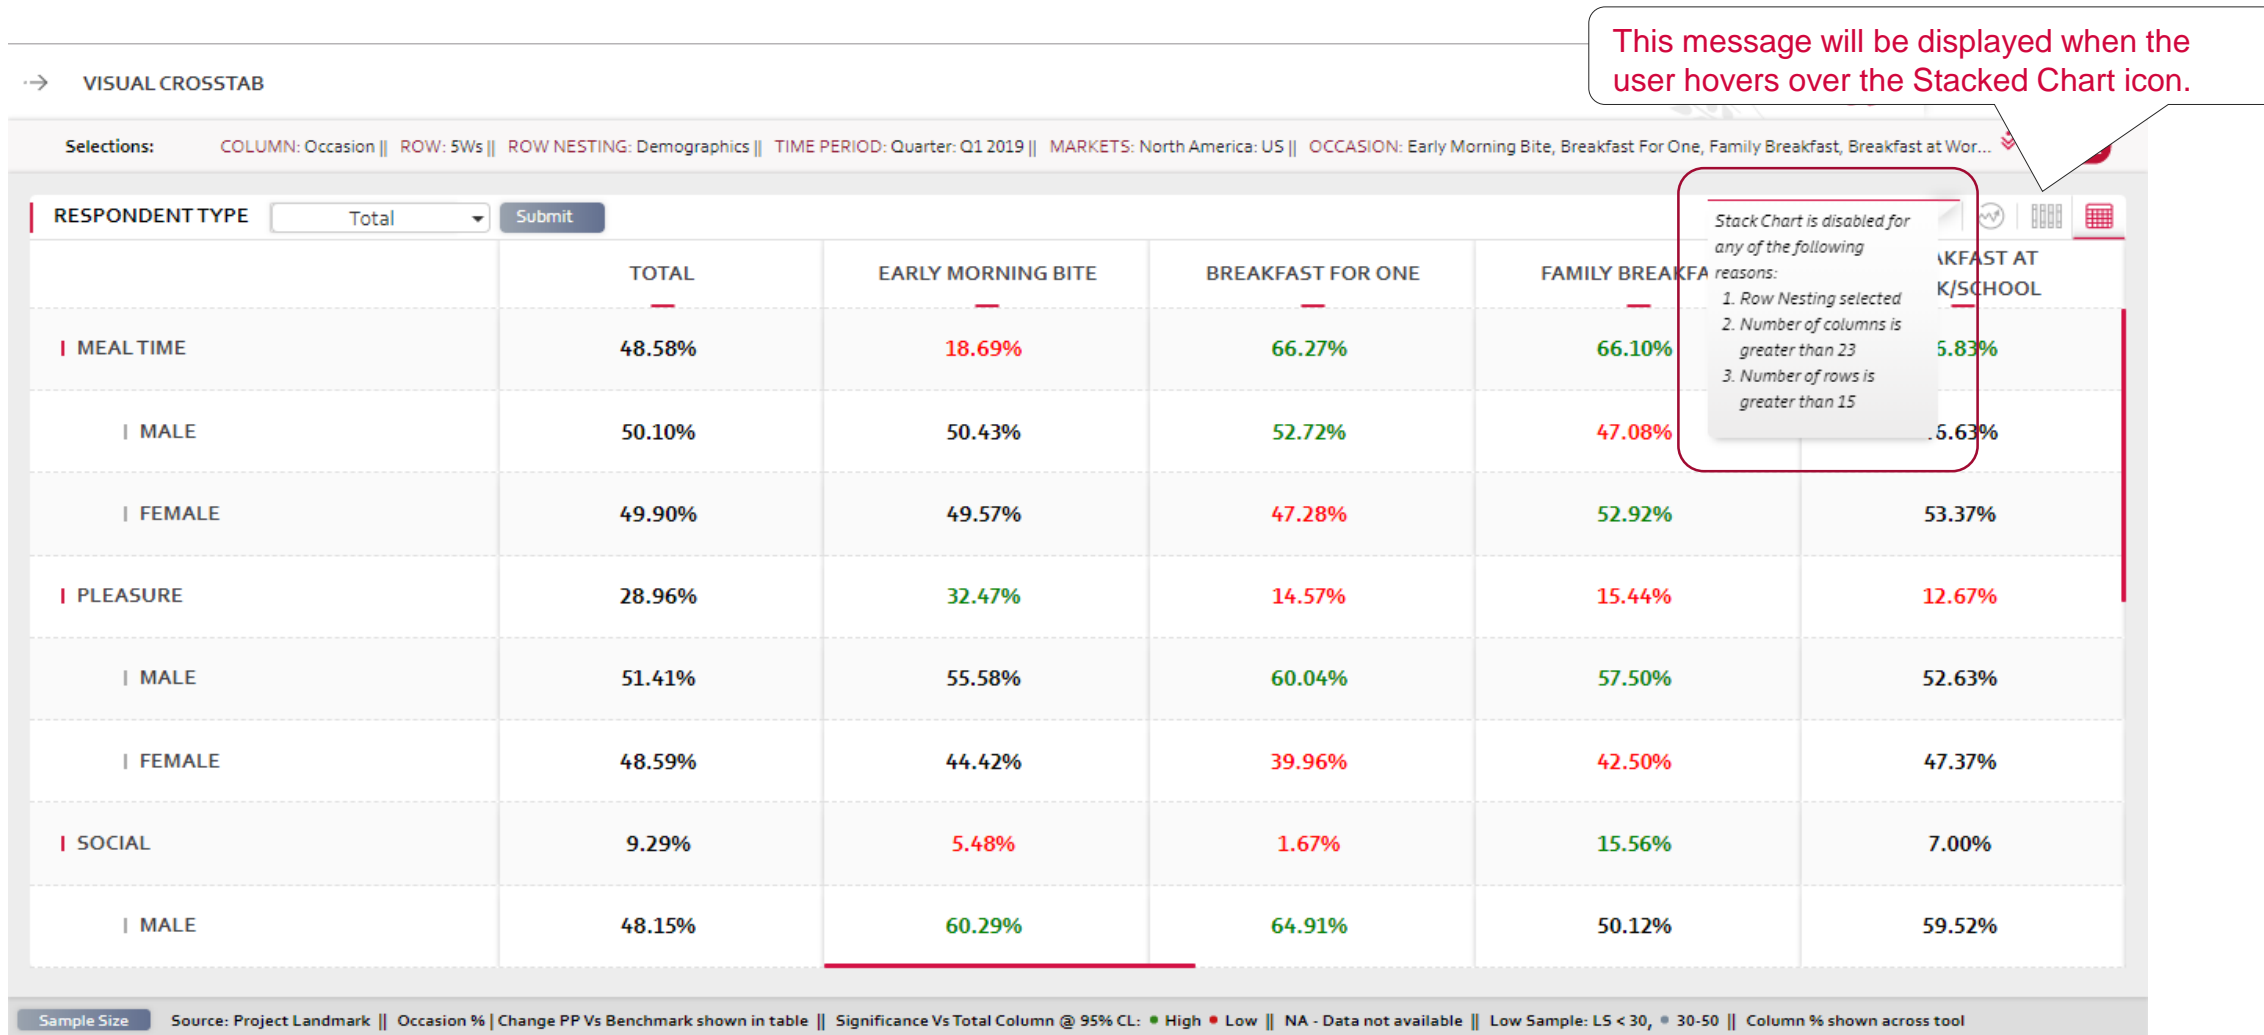 This message will be displayed when the
user hovers over the Stacked Chart icon.
VISUAL CROSSTAB
Selections: COLUMN: Occasion || ROW: 5Ws || ROW NESTING: Demographics || TIME PERIOD: Quarter: Q1 2019 || MARKETS: North America: US || OCCASION: Early Morning Bite, Breakfast For One, Family Breakfast, Breakfast at Wor...
RESPONDENT TYPE Total Submit
Stack Chart is disabled for
any of the following
reasons:
1. Row Nesting selected
2. Number of columns is
greater than 23
3. Number of rows is
greater than 15
TOTAL EARLY MORNING BITE BREAKFAST FOR ONE FAMILY BREAKFA AKFAST AT
K/SCHOOL
MEAL TIME 48.58% 18.69% 66.27% 66.10% 6.83%
MALE 50.10% 50.43% 52.72% 47.08% 6.63%
FEMALE 49.90% 49.57% 47.28% 52.92% 53.37%
PLEASURE 28.96% 32.47% 14.57% 15.44% 12.67%
MALE 51.41% 55.58% 60.04% 57.50% 52.63%
FEMALE 48.59% 44.42% 39.96% 42.50% 47.37%
SOCIAL 9.29% 5.48% 1.67% 15.56% 7.00%
MALE 48.15% 60.29% 64.91% 50.12% 59.52%
Sample Size Source: Project Landmark || Occasion % | Change PP Vs Benchmark shown in table || Significance Vs Total Column @ 95% CL: High Low || NA - Data not available || Low Sample: LS < 30, 30-50 || Column % shown across tool